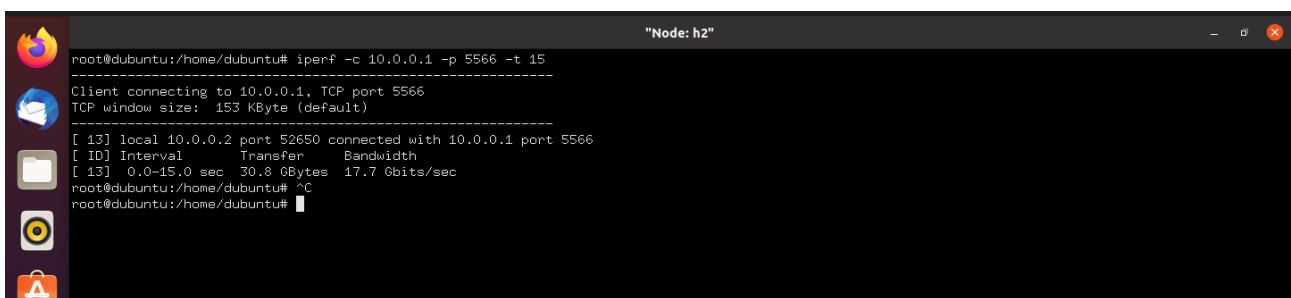 "Node: h2"
root@dubuntu:/home/dubuntu# iperf -c 10.0.0.1 -p 5566 -t 15
------------------------------------------------------------
Client connecting to 10.0.0.1, TCP port 5566
TCP window size:  153 KByte (default)
------------------------------------------------------------
[ 13] local 10.0.0.2 port 52650 connected with 10.0.0.1 port 5566
[ ID] Interval       Transfer     Bandwidth
[ 13]  0.0-15.0 sec  30.8 GBytes  17.7 Gbits/sec
root@dubuntu:/home/dubuntu# ^C
root@dubuntu:/home/dubuntu#